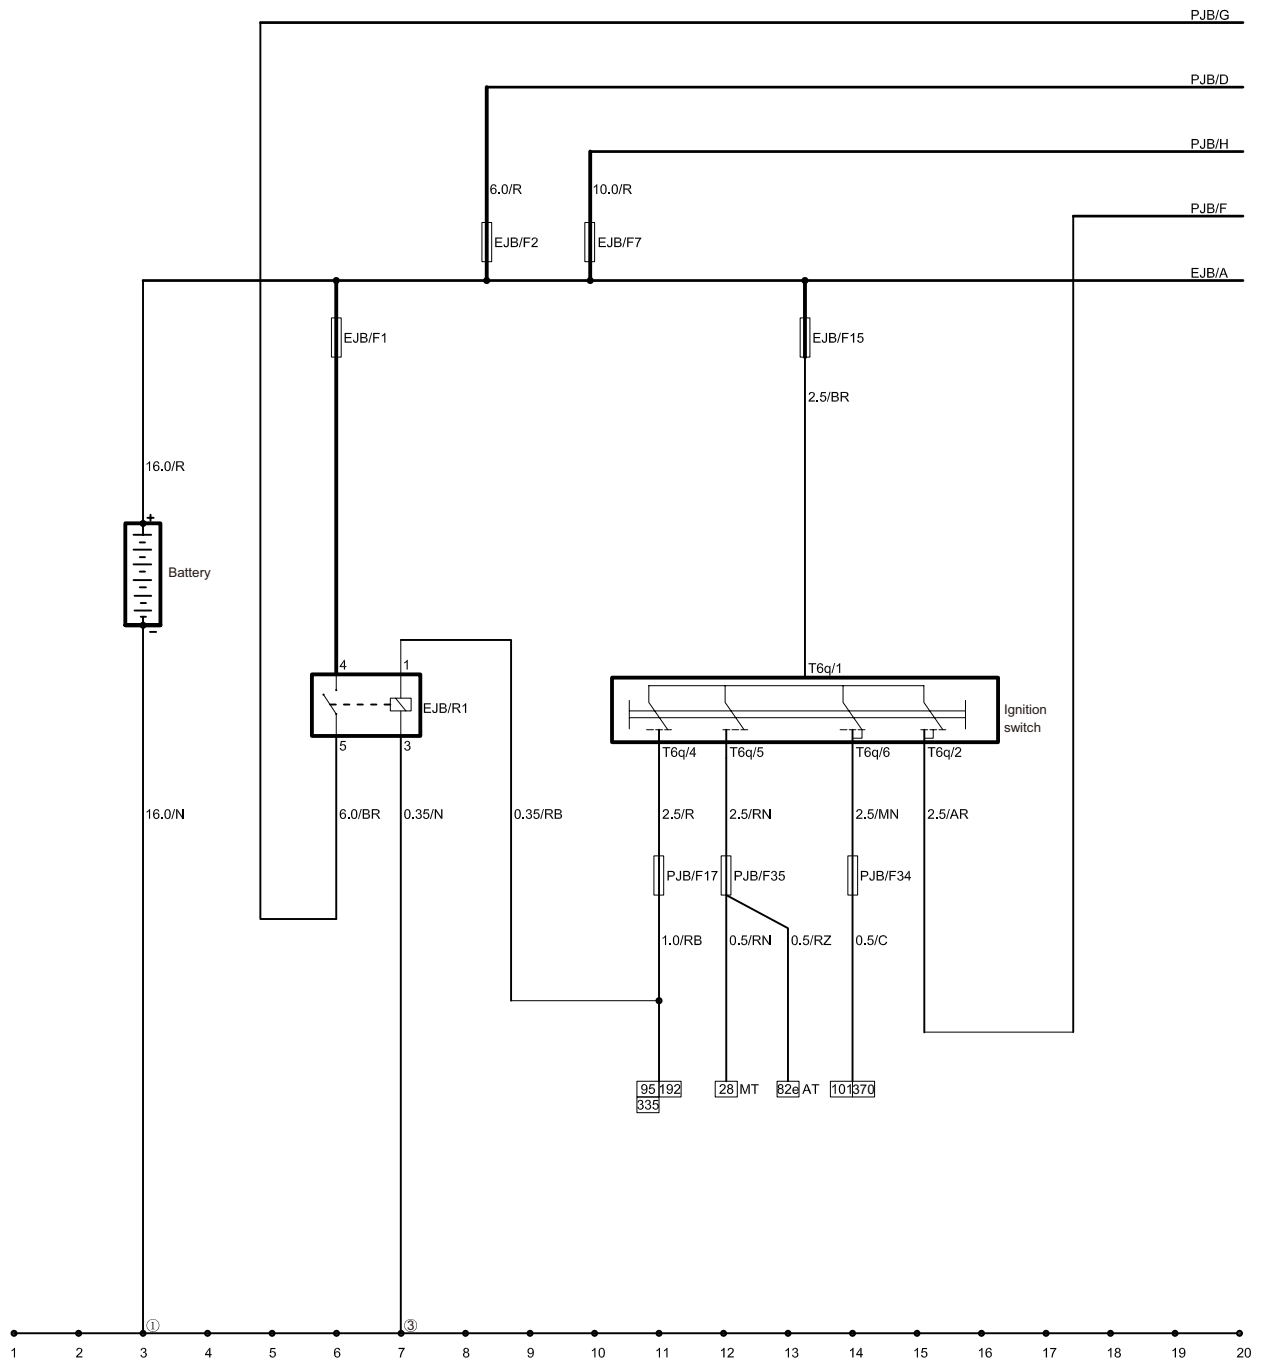 PJB/G
PJB/D
PJB/H
6.0/R
10.0/R
PJB/F
EJB/F2
EJB/F7
EJB/A
EJB/F1
EJB/F15
2.5/BR
16.0/R
+
Battery
−
4
1
T6q/1
EJB/R1
Ignition
switch
5
3
T6q/4
T6q/5
T6q/6
T6q/2
16.0/N
6.0/BR
0.35/N
0.35/RB
2.5/R
2.5/RN
2.5/MN
2.5/AR
PJB/F17
PJB/F35
PJB/F34
1.0/RB
0.5/RN
0.5/RZ
0.5/C
95 192
28 MT
82e AT
101 370
335
① ③
1 2 3 4 5 6 7 8 9 10 11 12 13 14 15 16 17 18 19 20